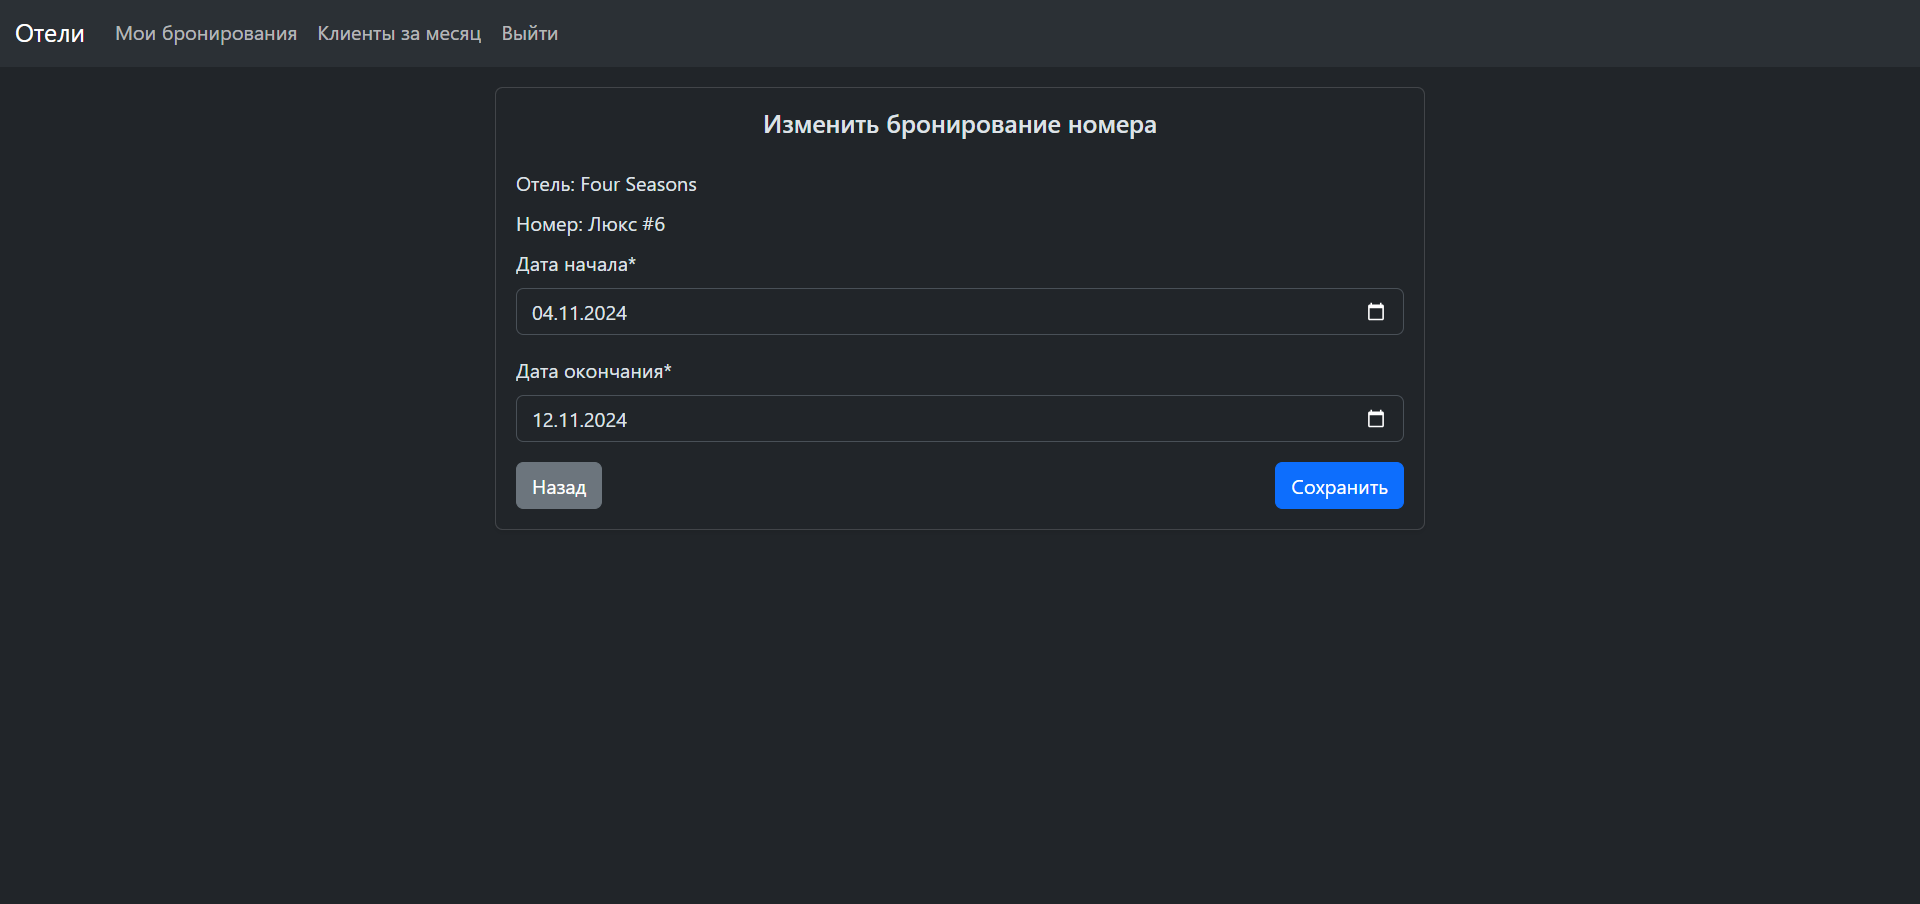 Отели Мои бронирования Клиенты за месяц Выйти
Изменить бронирование номера
Отель: Four Seasons
Номер: Люкс #6
Дата начала*
04.11.2024
Дата окончания*
12.11.2024
Назад Сохранить